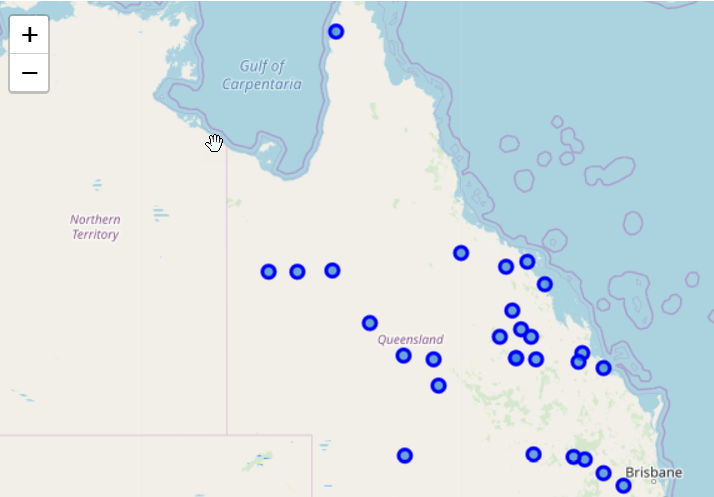 +
−
Gulf of
Carpentaria
Northern
Territory
Queensland
Brisbane